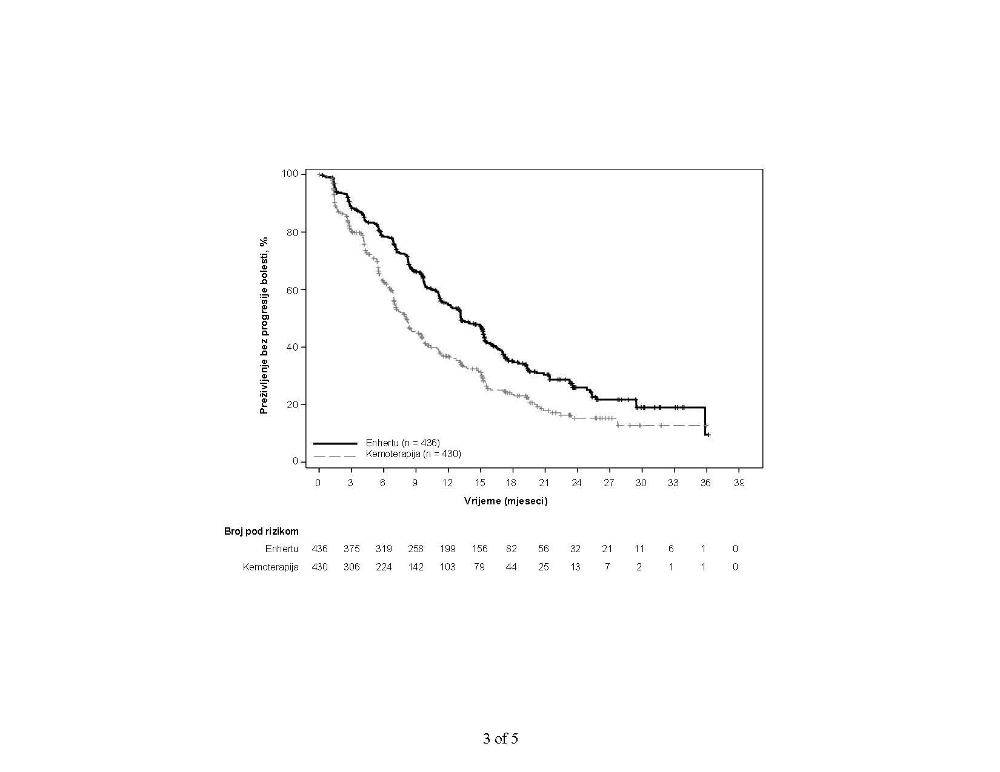 100
80
60
40
20
0
Preživljenje bez progresije bolesti, %
Enhertu (n = 436)
Kemoterapija (n = 430)
0 3 6 9 12 15 18 21 24 27 30 33 36 39
Vrijeme (mjeseci)
Broj pod rizikom
Enhertu 436 375 319 258 199 156 82 56 32 21 11 6 1 0
Kemoterapija 430 306 224 142 103 79 44 25 13 7 2 1 1 0
3 of 5